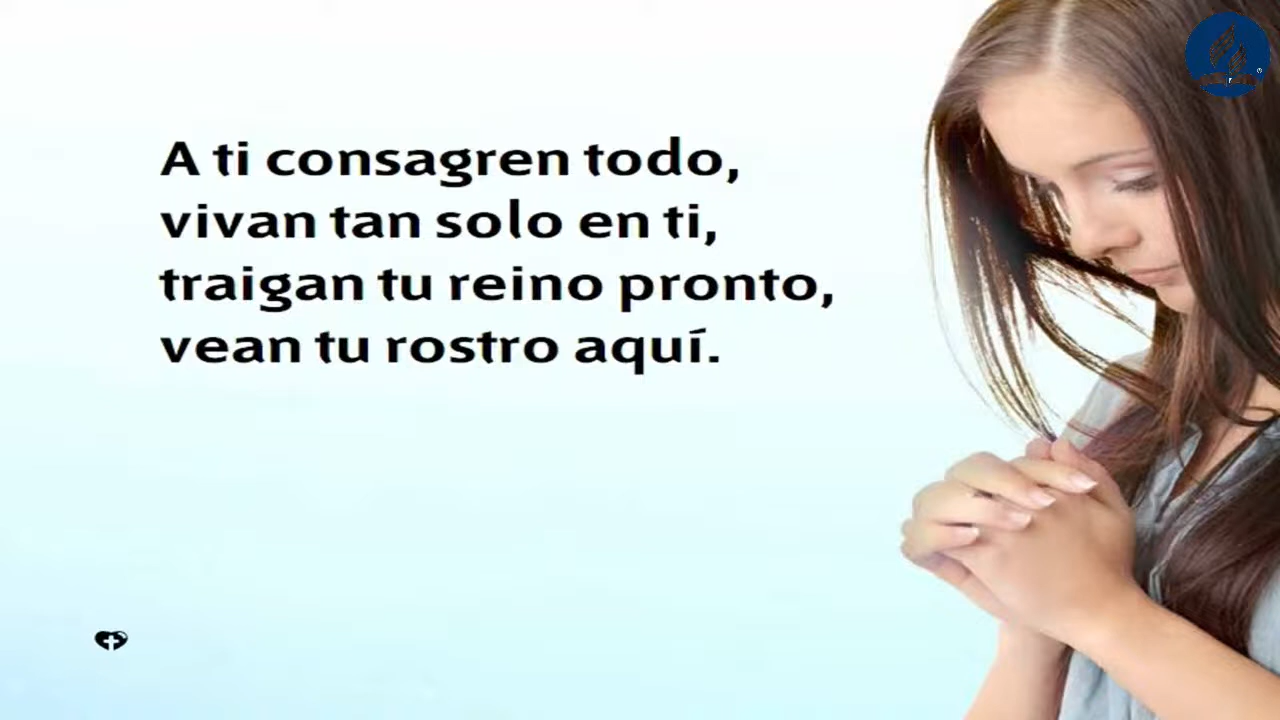 A ti consagren todo,
vivan tan solo en ti,
traigan tu reino pronto,
vean tu rostro aquí.